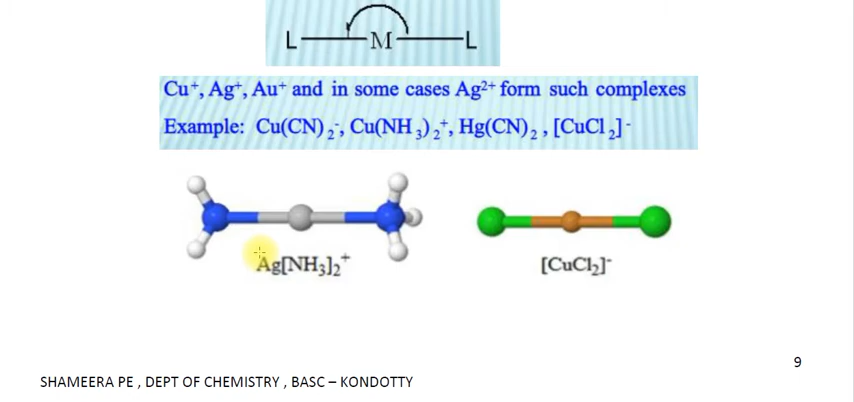 L M L
Cu⁺, Ag⁺, Au⁺ and in some cases Ag²⁺ form such complexes
Example: Cu(CN)₂⁻, Cu(NH₃)₂⁺, Hg(CN)₂, [CuCl₂]⁻
Ag[NH₃]₂⁺ [CuCl₂]⁻
9
SHAMEERA PE , DEPT OF CHEMISTRY , BASC – KONDOTTY